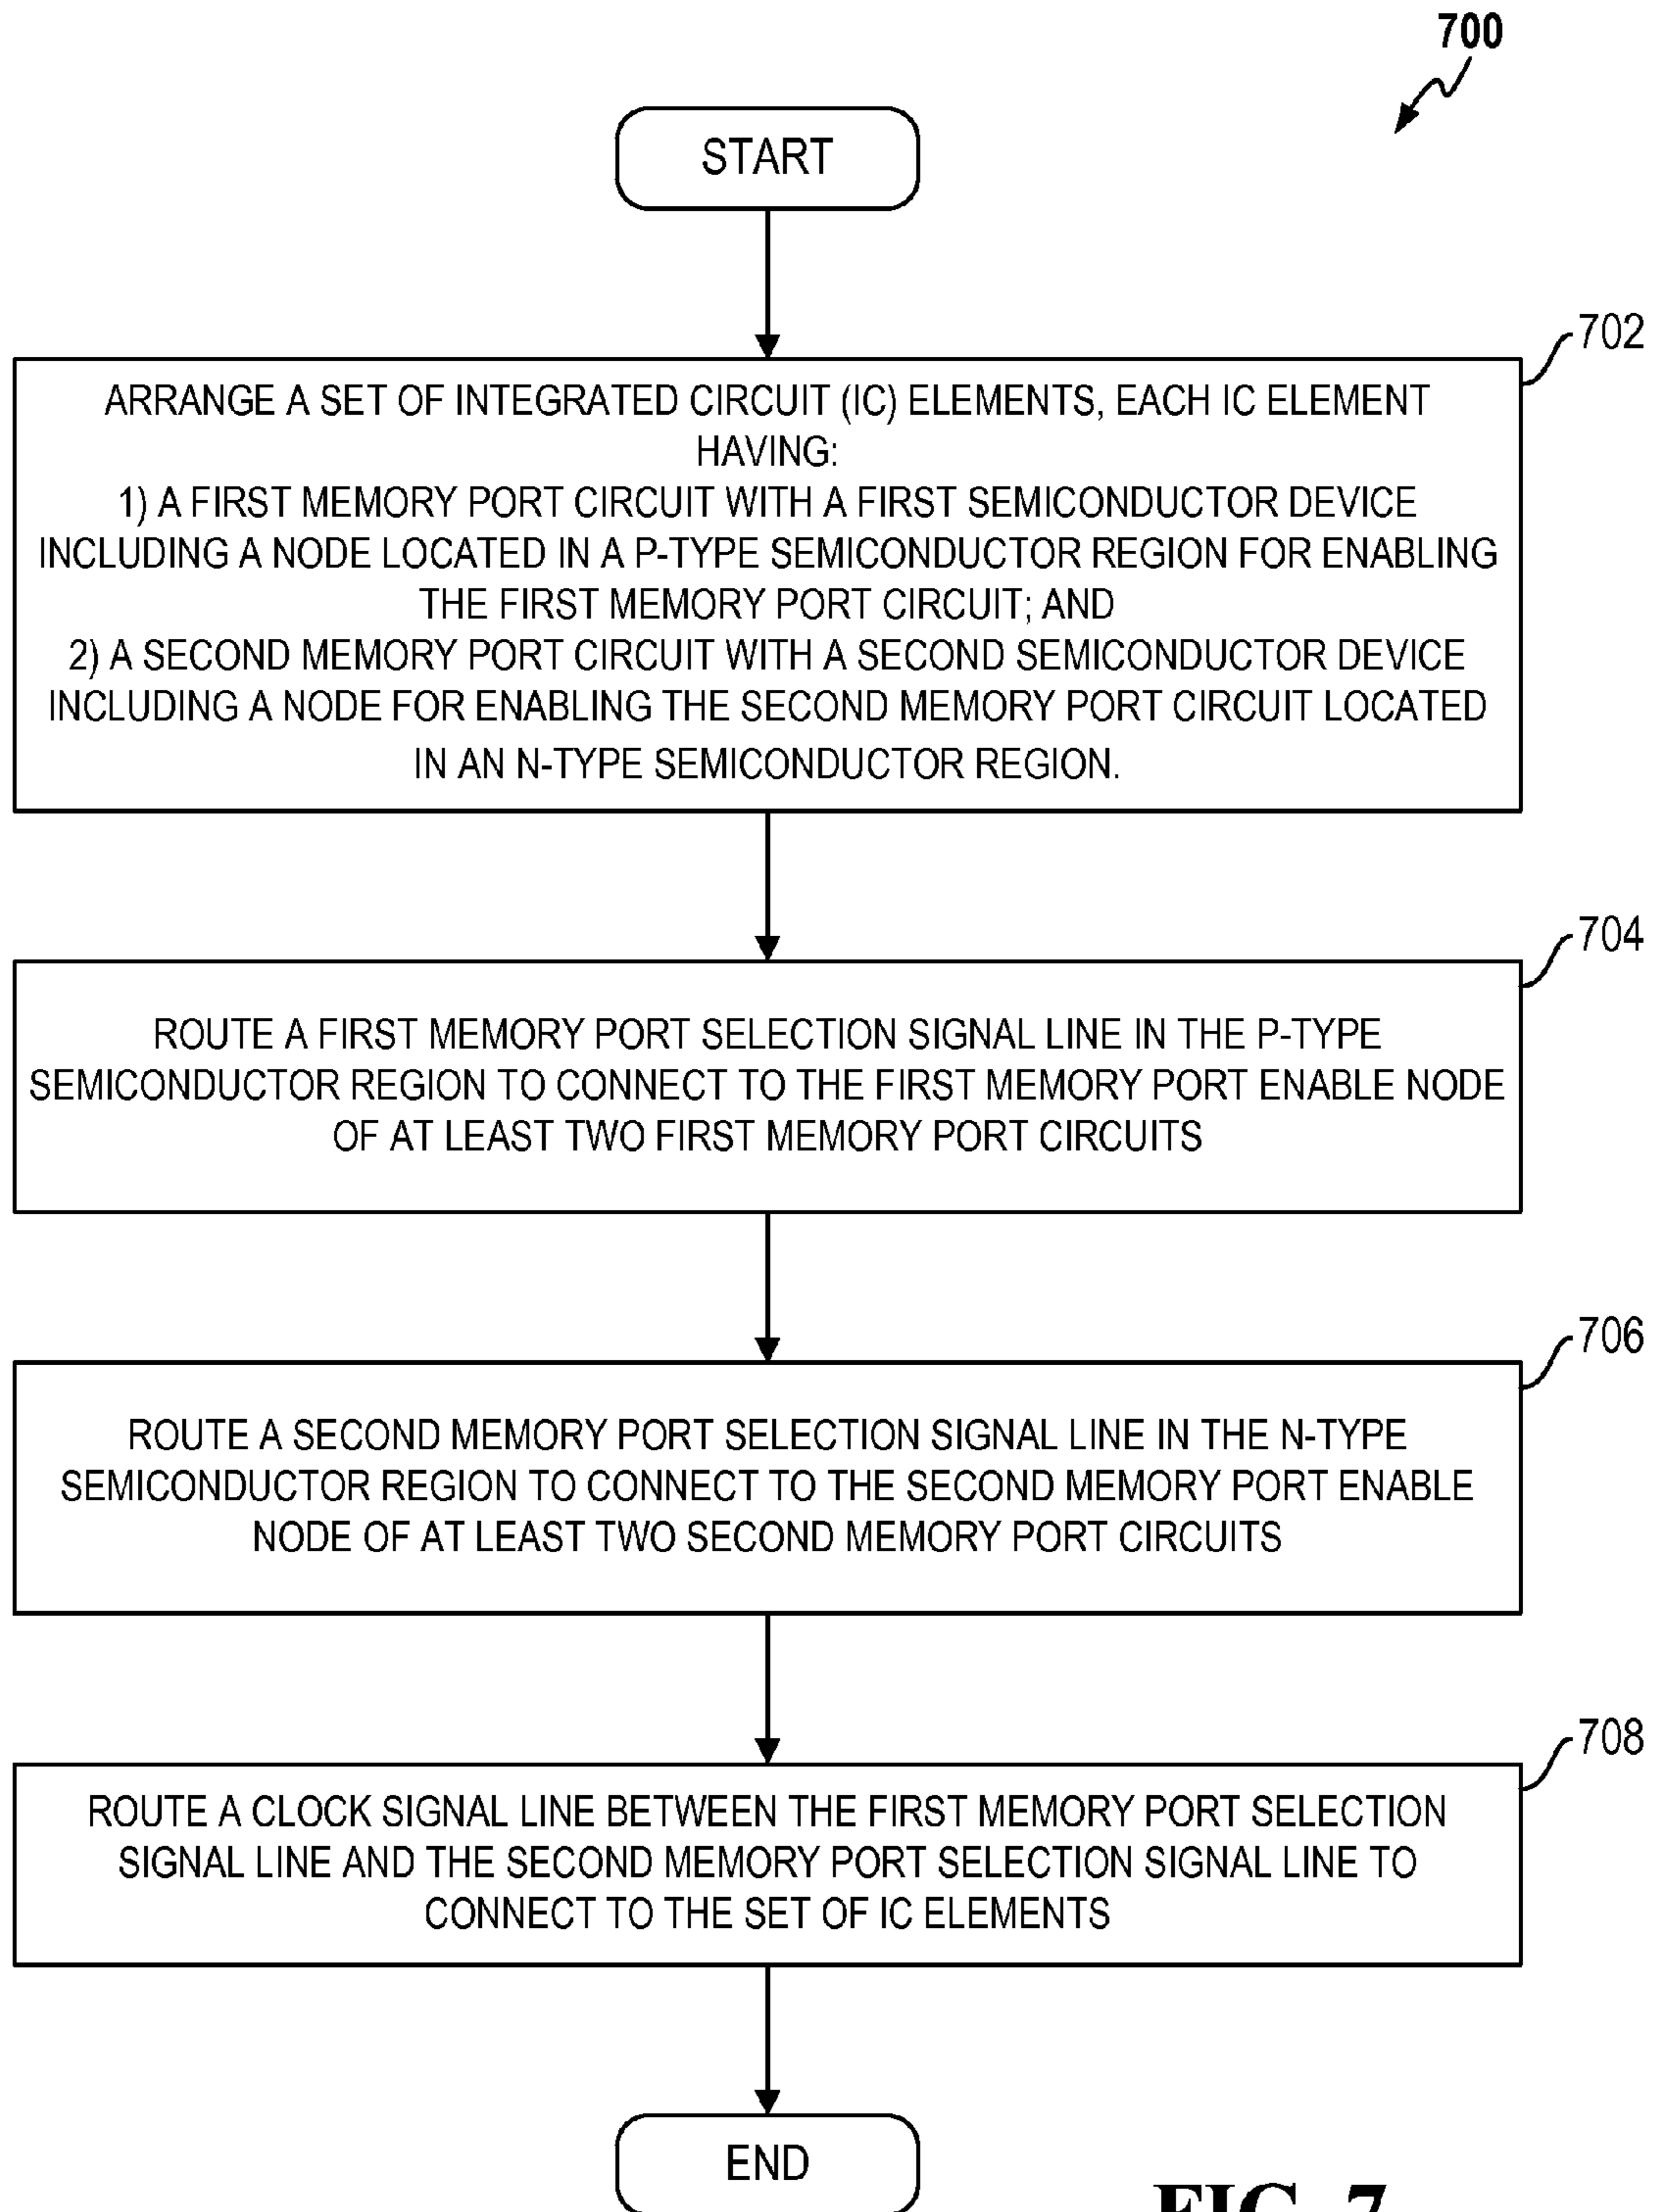 700
START
702
ARRANGE A SET OF INTEGRATED CIRCUIT (IC) ELEMENTS, EACH IC ELEMENT
HAVING:
1) A FIRST MEMORY PORT CIRCUIT WITH A FIRST SEMICONDUCTOR DEVICE
INCLUDING A NODE LOCATED IN A P-TYPE SEMICONDUCTOR REGION FOR ENABLING
THE FIRST MEMORY PORT CIRCUIT; AND
2) A SECOND MEMORY PORT CIRCUIT WITH A SECOND SEMICONDUCTOR DEVICE
INCLUDING A NODE FOR ENABLING THE SECOND MEMORY PORT CIRCUIT LOCATED
IN AN N-TYPE SEMICONDUCTOR REGION.
704
ROUTE A FIRST MEMORY PORT SELECTION SIGNAL LINE IN THE P-TYPE
SEMICONDUCTOR REGION TO CONNECT TO THE FIRST MEMORY PORT ENABLE NODE
OF AT LEAST TWO FIRST MEMORY PORT CIRCUITS
706
ROUTE A SECOND MEMORY PORT SELECTION SIGNAL LINE IN THE N-TYPE
SEMICONDUCTOR REGION TO CONNECT TO THE SECOND MEMORY PORT ENABLE
NODE OF AT LEAST TWO SECOND MEMORY PORT CIRCUITS
708
ROUTE A CLOCK SIGNAL LINE BETWEEN THE FIRST MEMORY PORT SELECTION
SIGNAL LINE AND THE SECOND MEMORY PORT SELECTION SIGNAL LINE TO
CONNECT TO THE SET OF IC ELEMENTS
END
FIG. 7